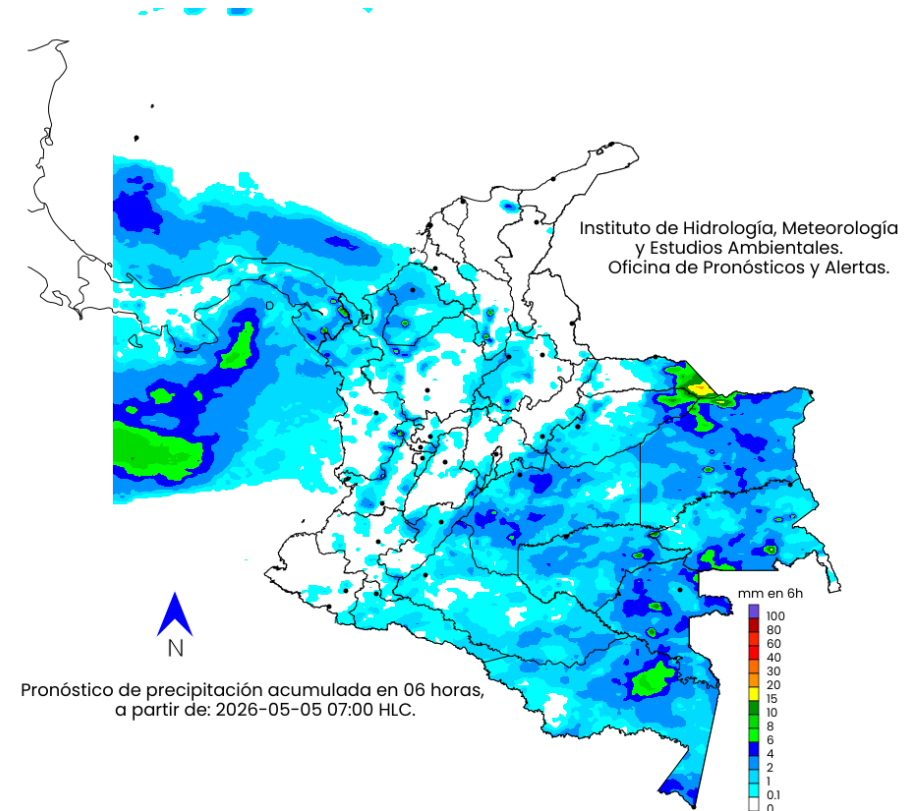 Instituto de Hidrología, Meteorología
y Estudios Ambientales.
Oficina de Pronósticos y Alertas.
mm en 6h
100
80
60
40
30
20
15
10
8
6
4
2
1
0.1
0
N
Pronóstico de precipitación acumulada en 06 horas,
a partir de: 2026-05-05 07:00 HLC.